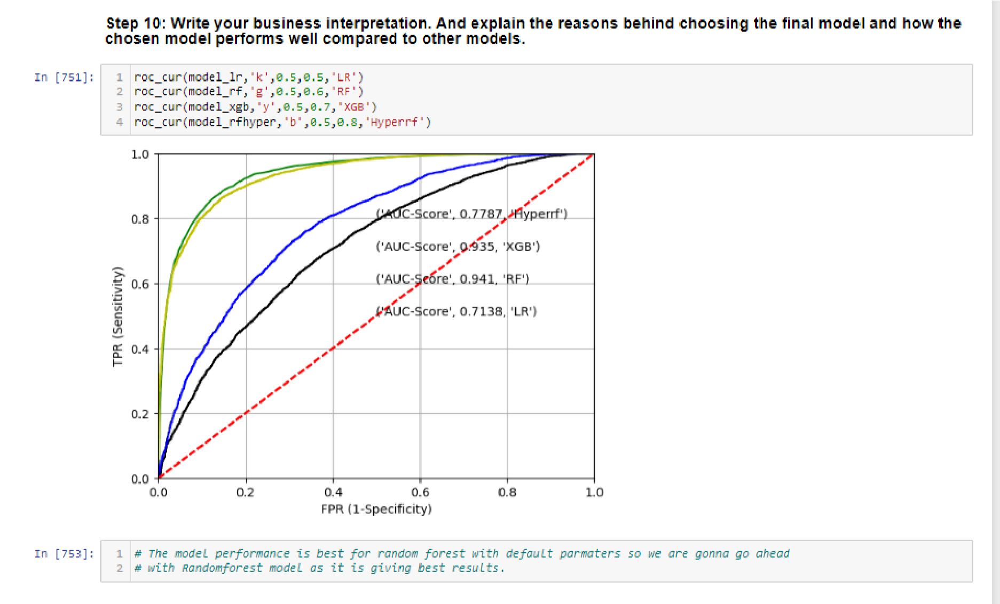 Step 10: Write your business interpretation. And explain the reasons behind choosing the final model and how the
chosen model performs well compared to other models.
In [751]:
1 roc_cur(model_lr,'k',0.5,0.5,'LR')
2 roc_cur(model_rf,'g',0.5,0.6,'RF')
3 roc_cur(model_xgb,'y',0.5,0.7,'XGB')
4 roc_cur(model_rfhyper,'b',0.5,0.8,'Hyperrf')
1.0
0.8
0.6
0.4
0.2
0.0
TPR (Sensitivity)
('AUC-Score', 0.7787, 'Hyperrf')
('AUC-Score', 0.935, 'XGB')
('AUC-Score', 0.941, 'RF')
('AUC-Score', 0.7138, 'LR')
0.0 0.2 0.4 0.6 0.8 1.0
FPR (1-Specificity)
In [753]:
1 # The model performance is best for random forest with default parmaters so we are gonna go ahead
2 # with Randomforest model as it is giving best results.